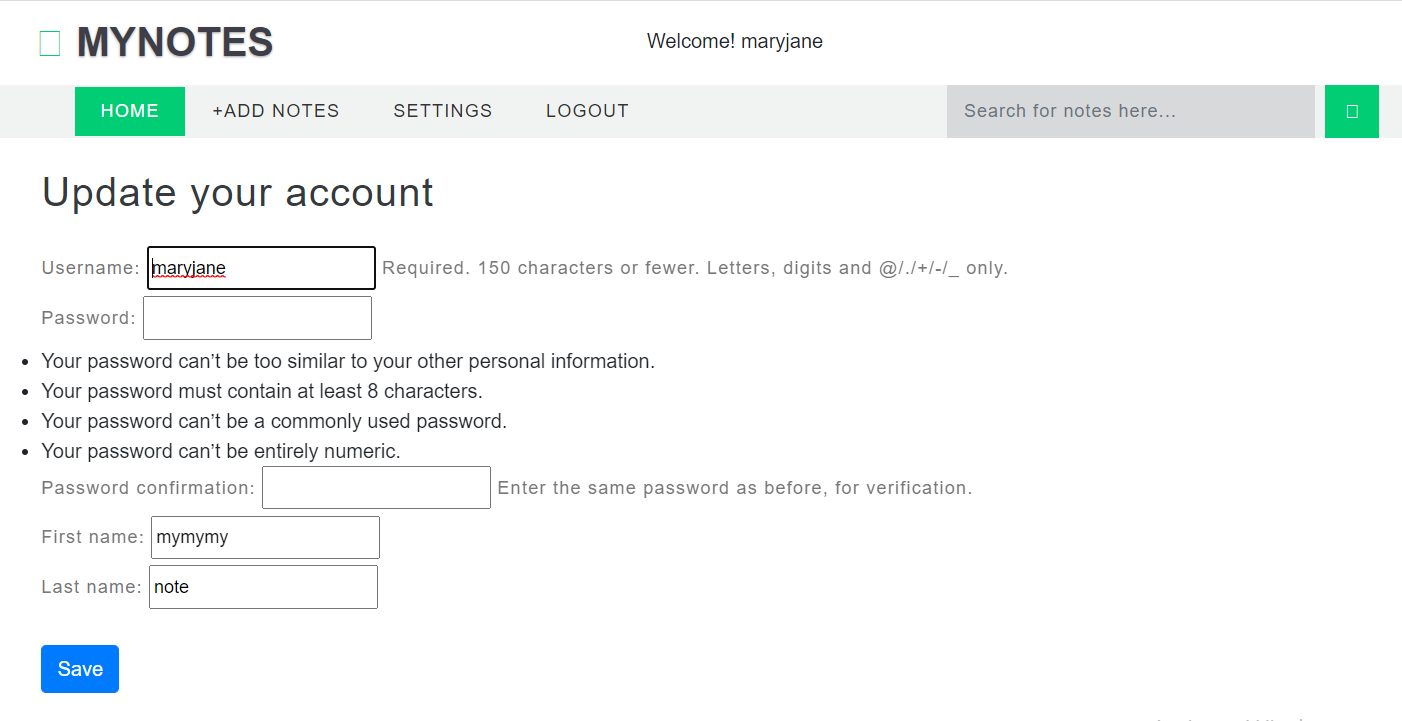 MYNOTES
Welcome! maryjane
HOME +ADD NOTES SETTINGS LOGOUT Search for notes here...
Update your account
Username: maryjane Required. 150 characters or fewer. Letters, digits and @/./+/-/_ only.
Password:
Your password can’t be too similar to your other personal information.
Your password must contain at least 8 characters.
Your password can’t be a commonly used password.
Your password can’t be entirely numeric.
Password confirmation: Enter the same password as before, for verification.
First name: mymymy
Last name: note
Save